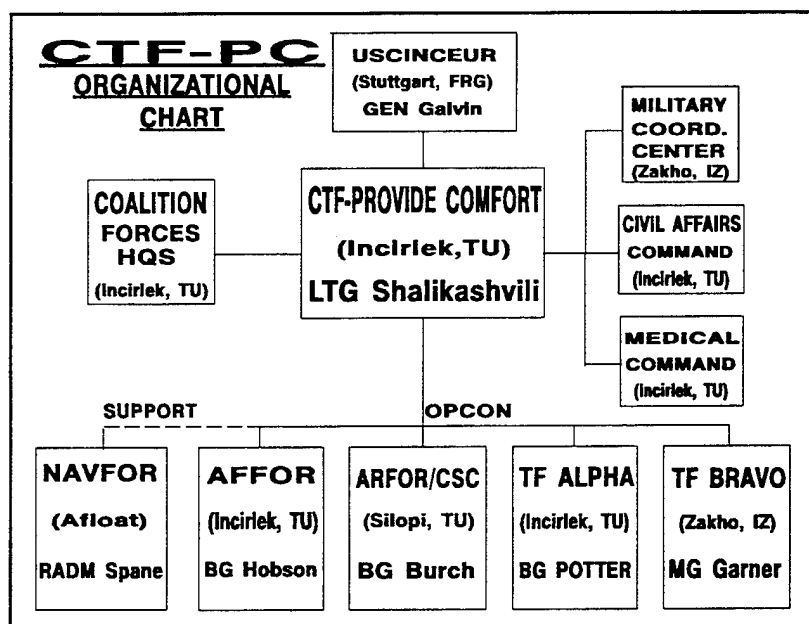 CTF-PC
ORGANIZATIONAL
CHART
USCINCEUR
(Stuttgart, FRG)
GEN Galvin
MILITARY
COORD.
CENTER
(Zakho, IZ)
COALITION
FORCES
HQS
(Incirlek, TU)
CTF-PROVIDE COMFORT
(Incirlek,TU)
LTG Shalikashvili
CIVIL AFFAIRS
COMMAND
(Incirlek, TU)
MEDICAL
COMMAND
(Incirlek, TU)
SUPPORT
OPCON
NAVFOR
(Afloat)
RADM Spane
AFFOR
(Incirlek, TU)
BG Hobson
ARFOR/CSC
(Silopi, TU)
BG Burch
TF ALPHA
(Incirlek, TU)
BG POTTER
TF BRAVO
(Zakho, IZ)
MG Garner